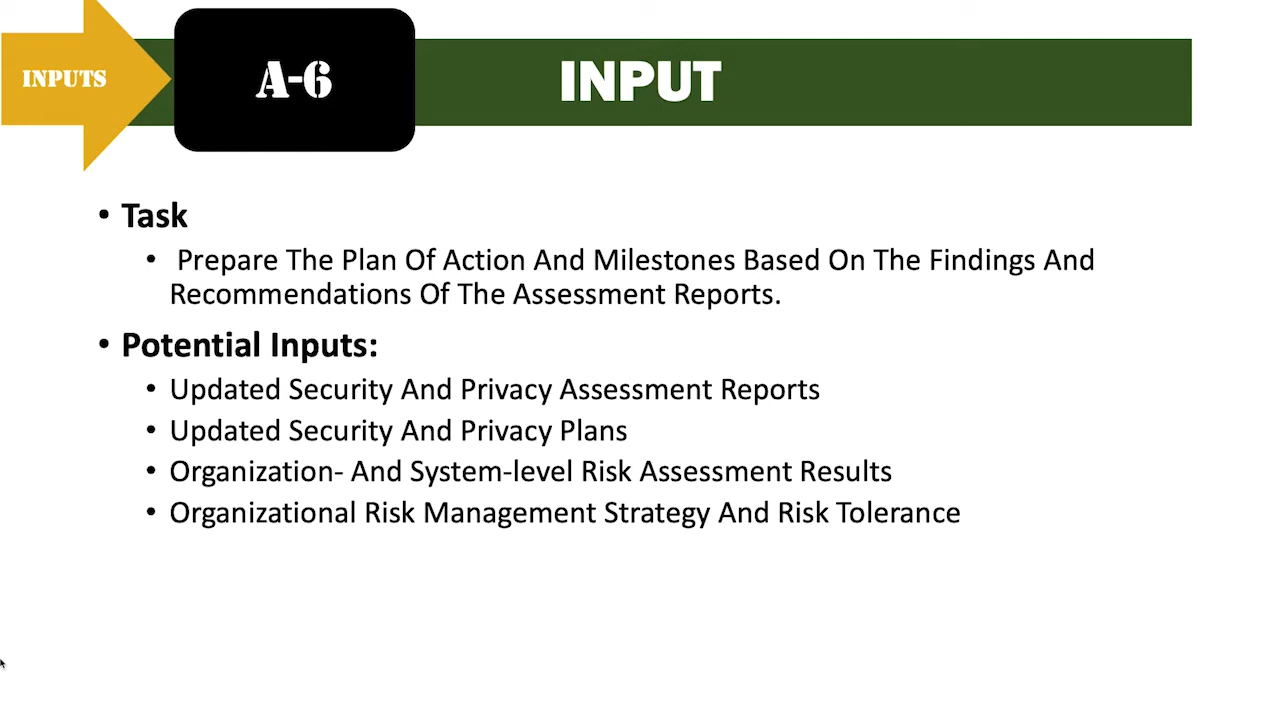 INPUTS
A-6
INPUT
• Task
• Prepare The Plan Of Action And Milestones Based On The Findings And
Recommendations Of The Assessment Reports.
• Potential Inputs:
• Updated Security And Privacy Assessment Reports
• Updated Security And Privacy Plans
• Organization- And System-level Risk Assessment Results
• Organizational Risk Management Strategy And Risk Tolerance